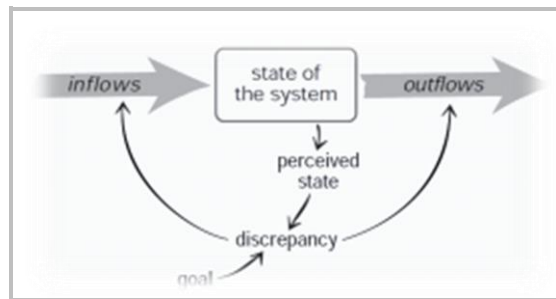 inflows
state of
the system
outflows
perceived
state
discrepancy
goal